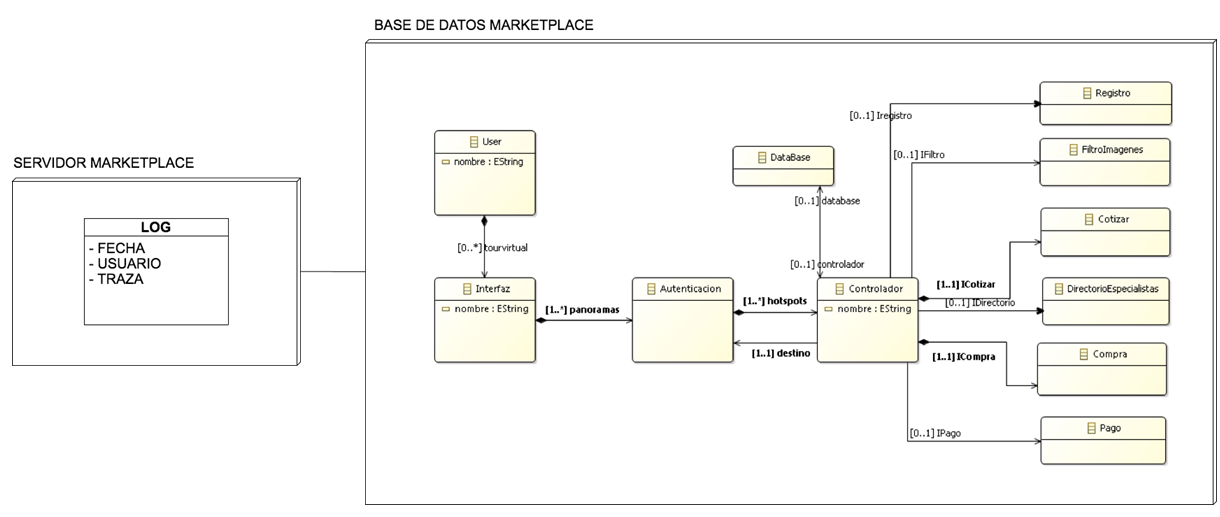 BASE DE DATOS MARKETPLACE
SERVIDOR MARKETPLACE
LOG
- FECHA
- USUARIO
- TRAZA
User
nombre : EString
[0..*] tourvirtual
Interfaz
nombre : EString
[1..*] panoramas
Autenticacion
[1..*] hotspots
[1..1] destino
DataBase
[0..1] database
[0..1] controlador
Controlador
nombre : EString
[0..1] Iregistro
Registro
[0..1] IFiltro
FiltroImagenes
Cotizar
[1..1] ICotizar
[0..1] IDirectorio
DirectorioEspecialistas
[1..1] ICompra
Compra
[0..1] IPago
Pago